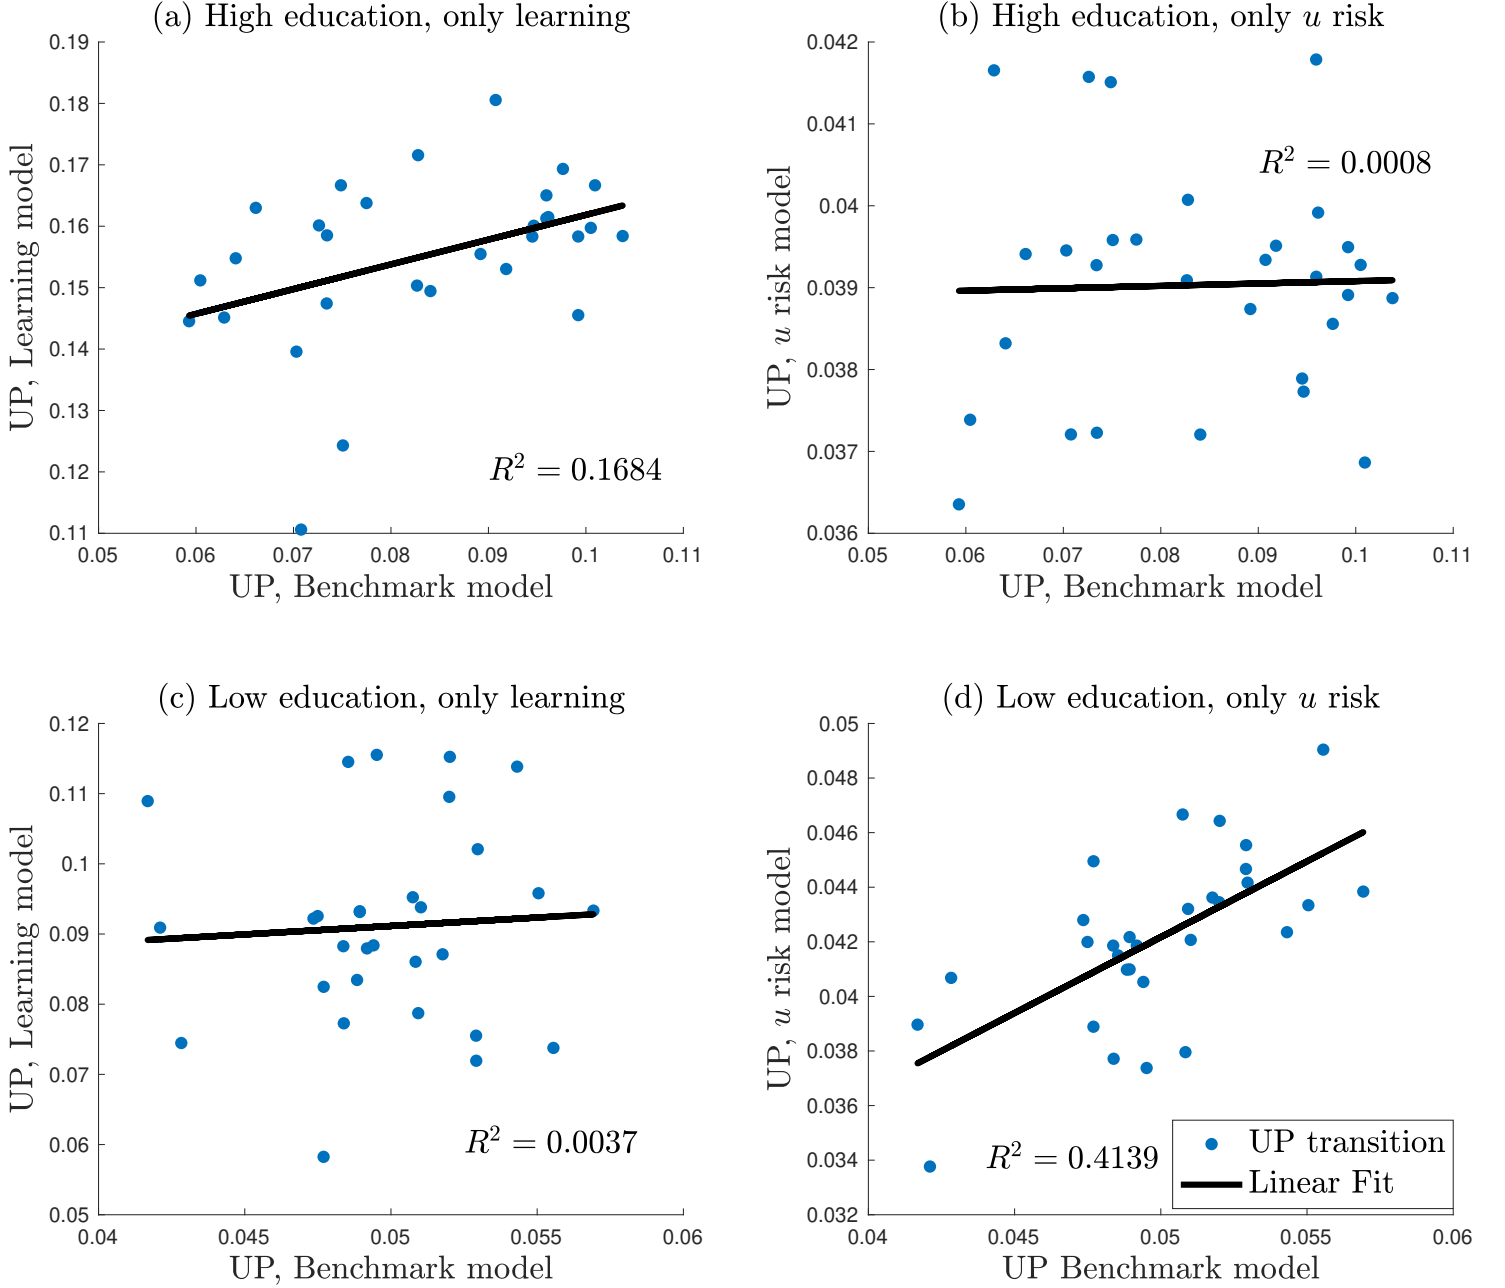 (a) High education, only learning
0.19
0.18
0.17
0.16
0.15
0.14
0.13
0.12
0.11
UP, Learning model
R² = 0.1684
0.05 0.06 0.07 0.08 0.09 0.1 0.11
UP, Benchmark model
(b) High education, only u risk
0.042
0.041
0.04
0.039
0.038
0.037
0.036
UP, u risk model
R² = 0.0008
0.05 0.06 0.07 0.08 0.09 0.1 0.11
UP, Benchmark model
(c) Low education, only learning
0.12
0.11
0.1
0.09
0.08
0.07
0.06
0.05
UP, Learning model
R² = 0.0037
0.04 0.045 0.05 0.055 0.06
UP, Benchmark model
(d) Low education, only u risk
0.05
0.048
0.046
0.044
0.042
0.04
0.038
0.036
0.034
0.032
UP, u risk model
R² = 0.4139
UP transition
Linear Fit
0.04 0.045 0.05 0.055 0.06
UP Benchmark model